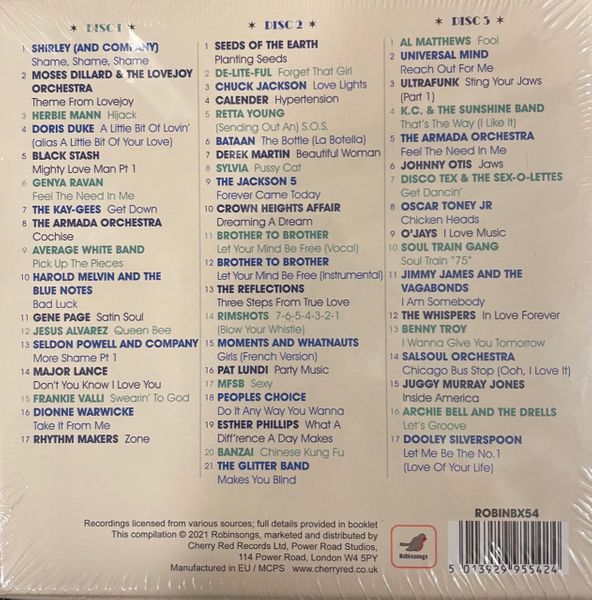 ✶ DISC 1 ✶
1 SHIRLEY (AND COMPANY)
Shame, Shame, Shame
2 MOSES DILLARD & THE LOVEJOY
ORCHESTRA
Theme From Lovejoy
3 HERBIE MANN Hijack
4 DORIS DUKE A Little Bit Of Lovin'
(alias A Little Bit Of Your Love)
5 BLACK STASH
Mighty Love Man Pt 1
6 GENYA RAVAN
Feel The Need In Me
7 THE KAY-GEES Get Down
8 THE ARMADA ORCHESTRA
Cochise
9 AVERAGE WHITE BAND
Pick Up The Pieces
10 HAROLD MELVIN AND THE
BLUE NOTES
Bad Luck
11 GENE PAGE Satin Soul
12 JESUS ALVAREZ Queen Bee
13 SELDON POWELL AND COMPANY
More Shame Pt 1
14 MAJOR LANCE
Don't You Know I Love You
15 FRANKIE VALLI Swearin' To God
16 DIONNE WARWICKE
Take It From Me
17 RHYTHM MAKERS Zone
✶ DISC 2 ✶
1 SEEDS OF THE EARTH
Planting Seeds
2 DE-LITE-FUL Forget That Girl
3 CHUCK JACKSON Love Lights
4 CALENDER Hypertension
5 RETTA YOUNG
(Sending Out An) S.O.S.
6 BATAAN The Bottle (La Botella)
7 DEREK MARTIN Beautiful Woman
8 SYLVIA Pussy Cat
9 THE JACKSON 5
Forever Came Today
10 CROWN HEIGHTS AFFAIR
Dreaming A Dream
11 BROTHER TO BROTHER
Let Your Mind Be Free (Vocal)
12 BROTHER TO BROTHER
Let Your Mind Be Free (Instrumental)
13 THE REFLECTIONS
Three Steps From True Love
14 RIMSHOTS 7-6-5-4-3-2-1
(Blow Your Whistle)
15 MOMENTS AND WHATNAUTS
Girls (French Version)
16 PAT LUNDI Party Music
17 MFSB Sexy
18 PEOPLES CHOICE
Do It Any Way You Wanna
19 ESTHER PHILLIPS What A
Diff'rence A Day Makes
20 BANZAI Chinese Kung Fu
21 THE GLITTER BAND
Makes You Blind
✶ DISC 3 ✶
1 AL MATTHEWS Fool
2 UNIVERSAL MIND
Reach Out For Me
3 ULTRAFUNK Sting Your Jaws
(Part 1)
4 K.C. & THE SUNSHINE BAND
That's The Way (I Like It)
5 THE ARMADA ORCHESTRA
Feel The Need In Me
6 JOHNNY OTIS Jaws
7 DISCO TEX & THE SEX-O-LETTES
Get Dancin'
8 OSCAR TONEY JR
Chicken Heads
9 O'JAYS I Love Music
10 SOUL TRAIN GANG
Soul Train "75"
11 JIMMY JAMES AND THE
VAGABONDS
I Am Somebody
12 THE WHISPERS In Love Forever
13 BENNY TROY
I Wanna Give You Tomorrow
14 SALSOUL ORCHESTRA
Chicago Bus Stop (Ooh, I Love It)
15 JUGGY MURRAY JONES
Inside America
16 ARCHIE BELL AND THE DRELLS
Let's Groove
17 DOOLEY SILVERSPOON
Let Me Be The No.1
(Love Of Your Life)
Recordings licensed from various sources; full details provided in booklet
This compilation © 2021 Robinsongs, marketed and distributed by
Cherry Red Records Ltd, Power Road Studios,
114 Power Road, London W4 5PY
Manufactured in EU / MCPS www.cherryred.co.uk
Robinsongs
ROBINBX54
5 013929 955424